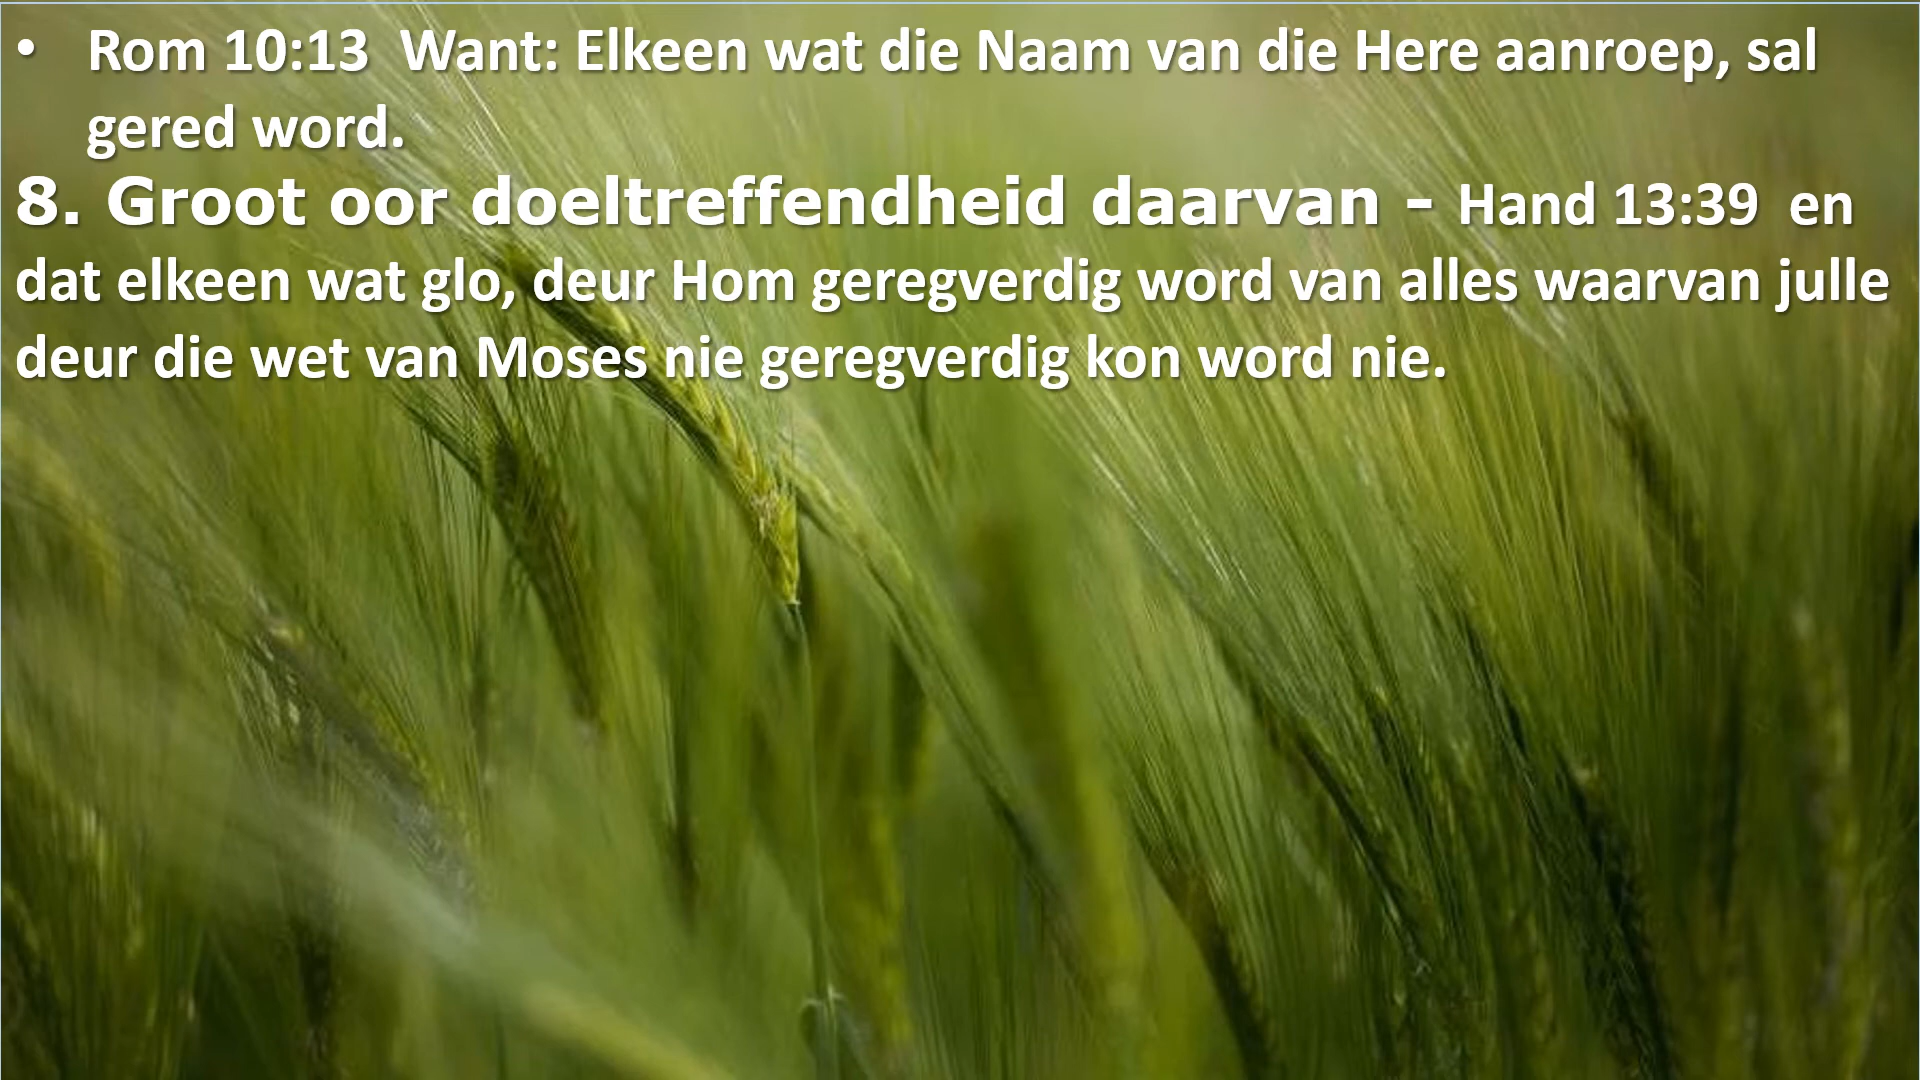 • Rom 10:13  Want: Elkeen wat die Naam van die Here aanroep, sal
gered word.
8. Groot oor doeltreffendheid daarvan - Hand 13:39  en
dat elkeen wat glo, deur Hom geregverdig word van alles waarvan julle
deur die wet van Moses nie geregverdig kon word nie.